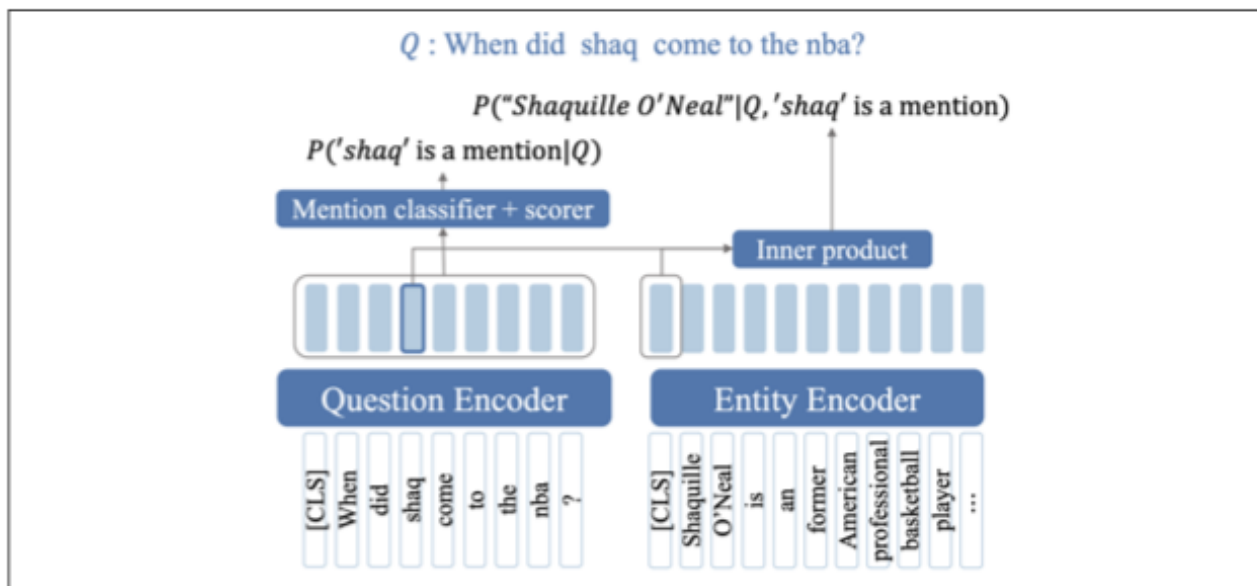 Q : When did shaq come to the nba?
P("Shaquille O'Neal"|Q, 'shaq' is a mention)
P('shaq' is a mention|Q)
Mention classifier + scorer
Inner product
Question Encoder
Entity Encoder
[CLS]
When
did
shaq
come
to
the
nba
?
[CLS]
Shaquille
O'Neal
is
an
former
American
professional
basketball
player
...